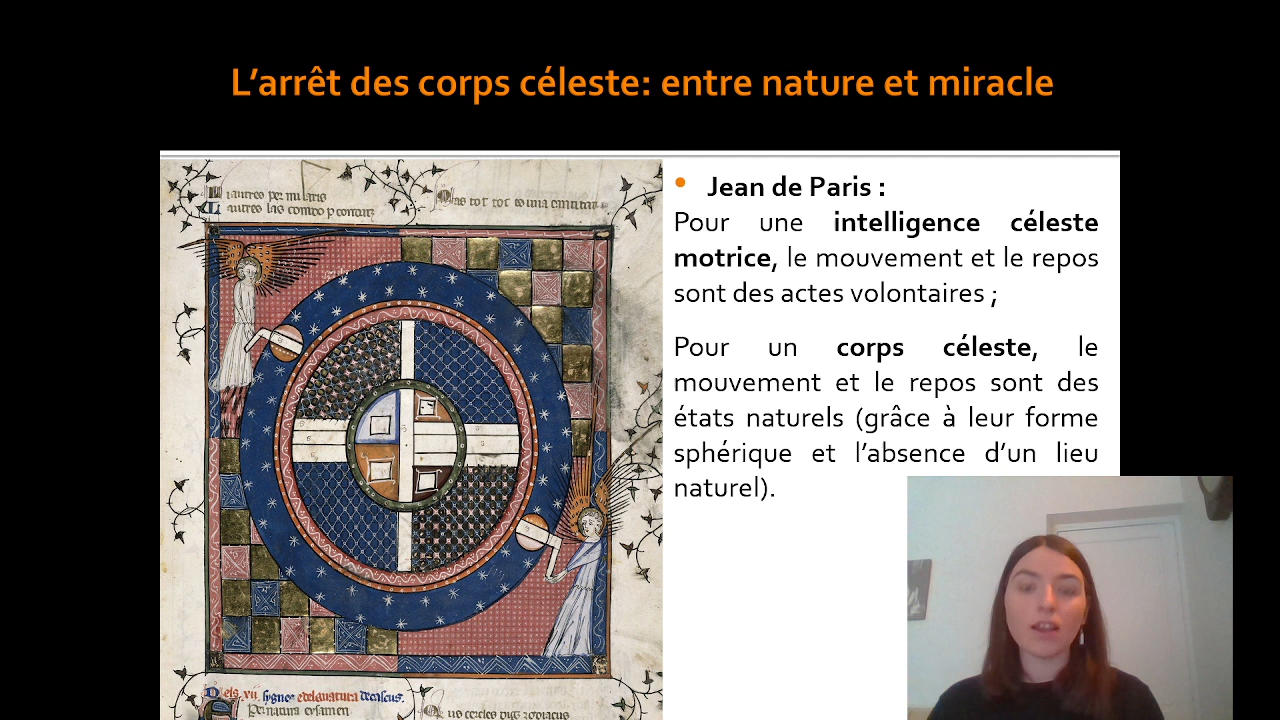 L'arrêt des corps céleste: entre nature et miracle
• Jean de Paris :
Pour une intelligence céleste
motrice, le mouvement et le repos
sont des actes volontaires ;
Pour un corps céleste, le
mouvement et le repos sont des
états naturels (grâce à leur forme
sphérique et l'absence d'un lieu
naturel).